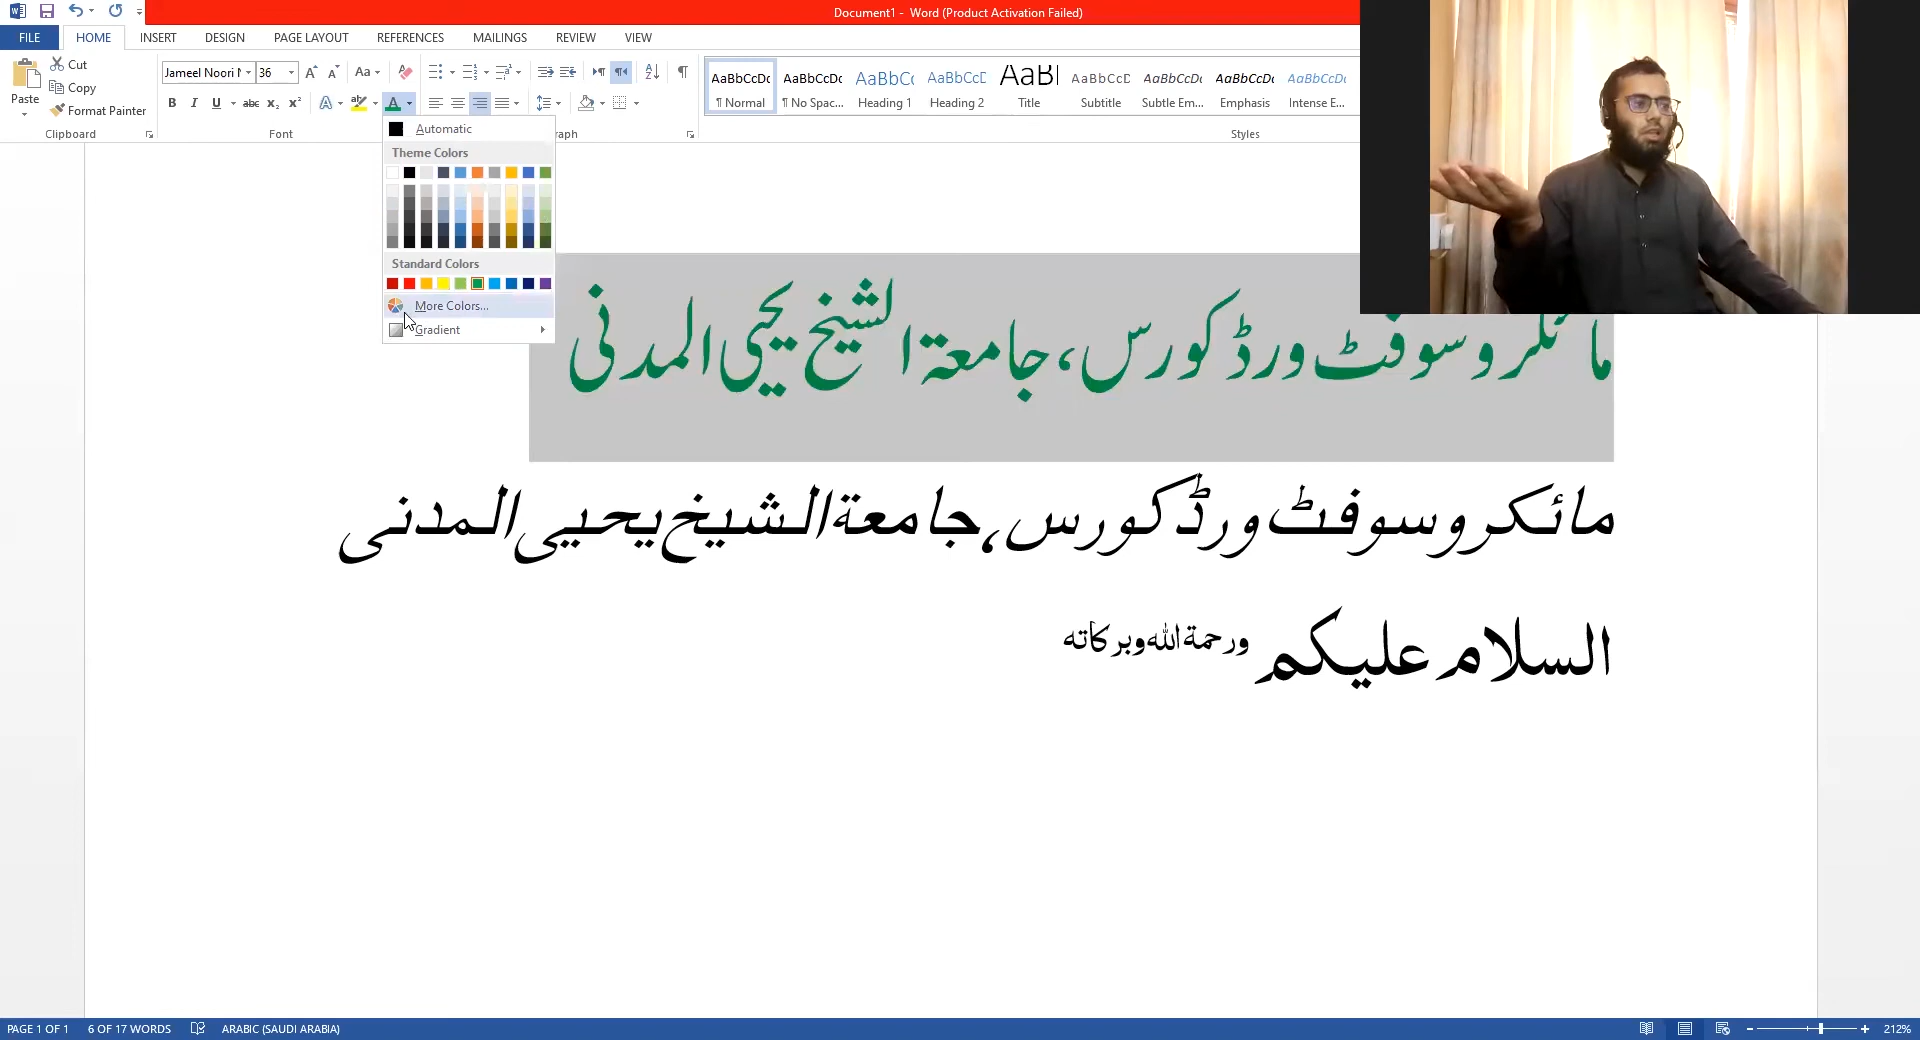 Document1 - Word (Product Activation Failed)
FILE HOME INSERT DESIGN PAGE LAYOUT REFERENCES MAILINGS REVIEW VIEW
Paste
Cut
Copy
Format Painter
Clipboard
Jameel Noori 36
Font
AaBbCcDc AaBbCcDc AaBbCc AaBbCcD AaB AaBbCcD AaBbCcDc AaBbCcDc AaBbCcDc
¶ Normal ¶ No Spac... Heading 1 Heading 2 Title Subtitle Subtle Em... Emphasis Intense E...
Styles
Automatic
Theme Colors
Standard Colors
More Colors...
Gradient
مائکروسوفٹ ورڈ کورس، جامعۃ الشیخ یحیی المدنی
مائکروسوفٹ ورڈ کورس، جامعۃ الشیخ یحیی المدنی
السلام علیکم ورحمۃ اللہ وبرکاتہ
PAGE 1 OF 1 6 OF 17 WORDS ARABIC (SAUDI ARABIA) 212%